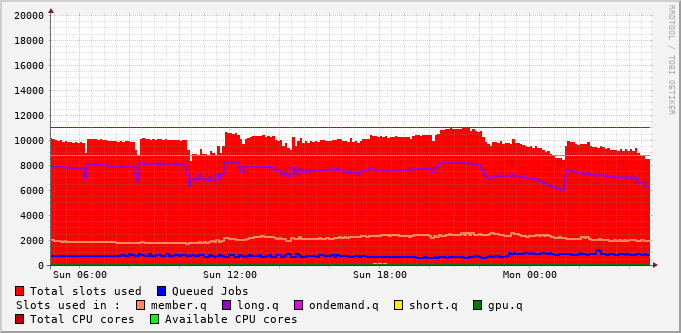 20000
18000
16000
14000
12000
10000
8000
6000
4000
2000
0
Sun 06:00 Sun 12:00 Sun 18:00 Mon 00:00
Total slots used Queued Jobs
Slots used in : member.q long.q ondemand.q short.q gpu.q
Total CPU cores Available CPU cores
RRDTOOL / TOBI OETIKER